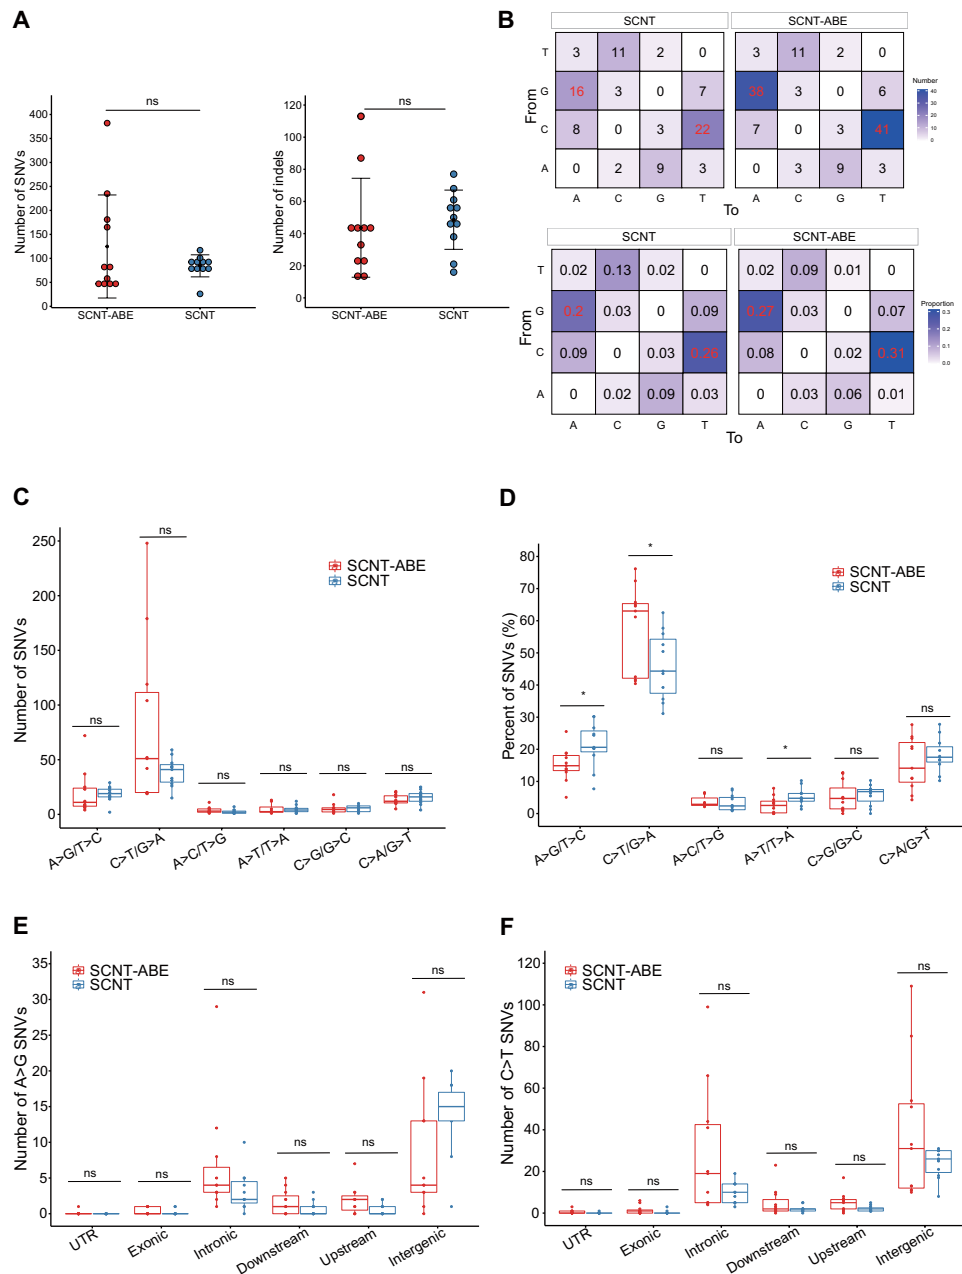 A
B
ns
Number of SNVs
400
350
300
250
200
150
100
50
0
SCNT-ABE
SCNT
ns
Number of indels
120
100
80
60
40
20
0
SCNT-ABE
SCNT
SCNT
SCNT-ABE
From
T
3 11 2 0
3 11 2 0
G
16 3 0 7
38 3 0 6
C
8 0 3 22
7 0 3 41
A
0 2 9 3
0 3 9 3
A C G T
A C G T
To
Number
40
30
20
10
0
SCNT
SCNT-ABE
From
T
0.02 0.13 0.02 0
0.02 0.09 0.01 0
G
0.2 0.03 0 0.09
0.27 0.03 0 0.07
C
0.09 0 0.03 0.26
0.08 0 0.02 0.31
A
0 0.02 0.09 0.03
0 0.03 0.06 0.01
A C G T
A C G T
To
Proportion
0.3
0.2
0.1
0.0
C
Number of SNVs
250
200
150
100
50
0
ns
ns
ns
ns
ns
ns
SCNT-ABE
SCNT
A>G/T>C
C>T/G>A
A>C/T>G
A>T/T>A
C>G/G>C
C>A/G>T
D
Percent of SNVs (%)
80
70
60
50
40
30
20
10
0
*
*
ns
*
ns
ns
SCNT-ABE
SCNT
A>G/T>C
C>T/G>A
A>C/T>G
A>T/T>A
C>G/G>C
C>A/G>T
E
Number of A>G SNVs
35
30
25
20
15
10
5
0
SCNT-ABE
SCNT
ns
ns
ns
ns
ns
ns
UTR
Exonic
Intronic
Downstream
Upstream
Intergenic
F
Number of C>T SNVs
120
100
80
60
40
20
0
SCNT-ABE
SCNT
ns
ns
ns
ns
ns
ns
UTR
Exonic
Intronic
Downstream
Upstream
Intergenic